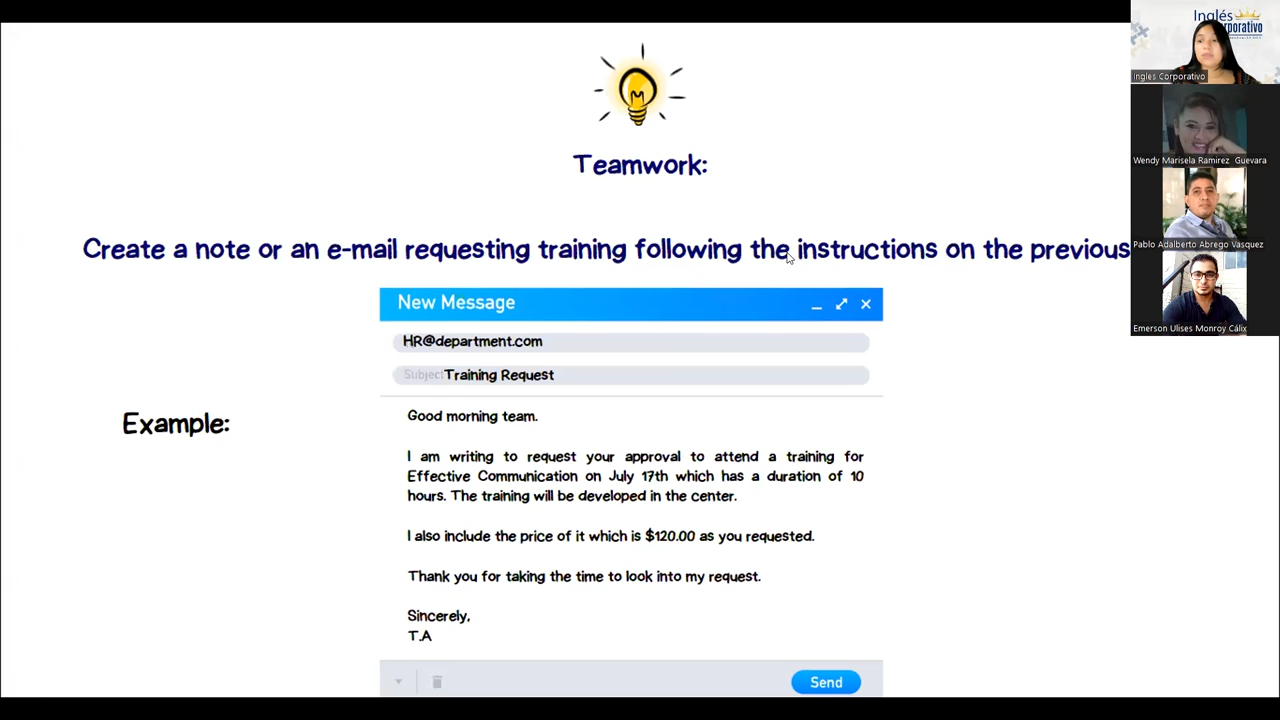 Inglés
Corporativo
Ingles Corporativo
Wendy Marisela Ramirez Guevara
Pablo Adalberto Abrego Vasquez
Emerson Ulises Monroy Cálix
Teamwork:
Create a note or an e-mail requesting training following the instructions on the previous
New Message
HR@department.com
Subject Training Request
Example:
Good morning team.
I am writing to request your approval to attend a training for
Effective Communication on July 17th which has a duration of 10
hours. The training will be developed in the center.
I also include the price of it which is $120.00 as you requested.
Thank you for taking the time to look into my request.
Sincerely,
T.A
Send